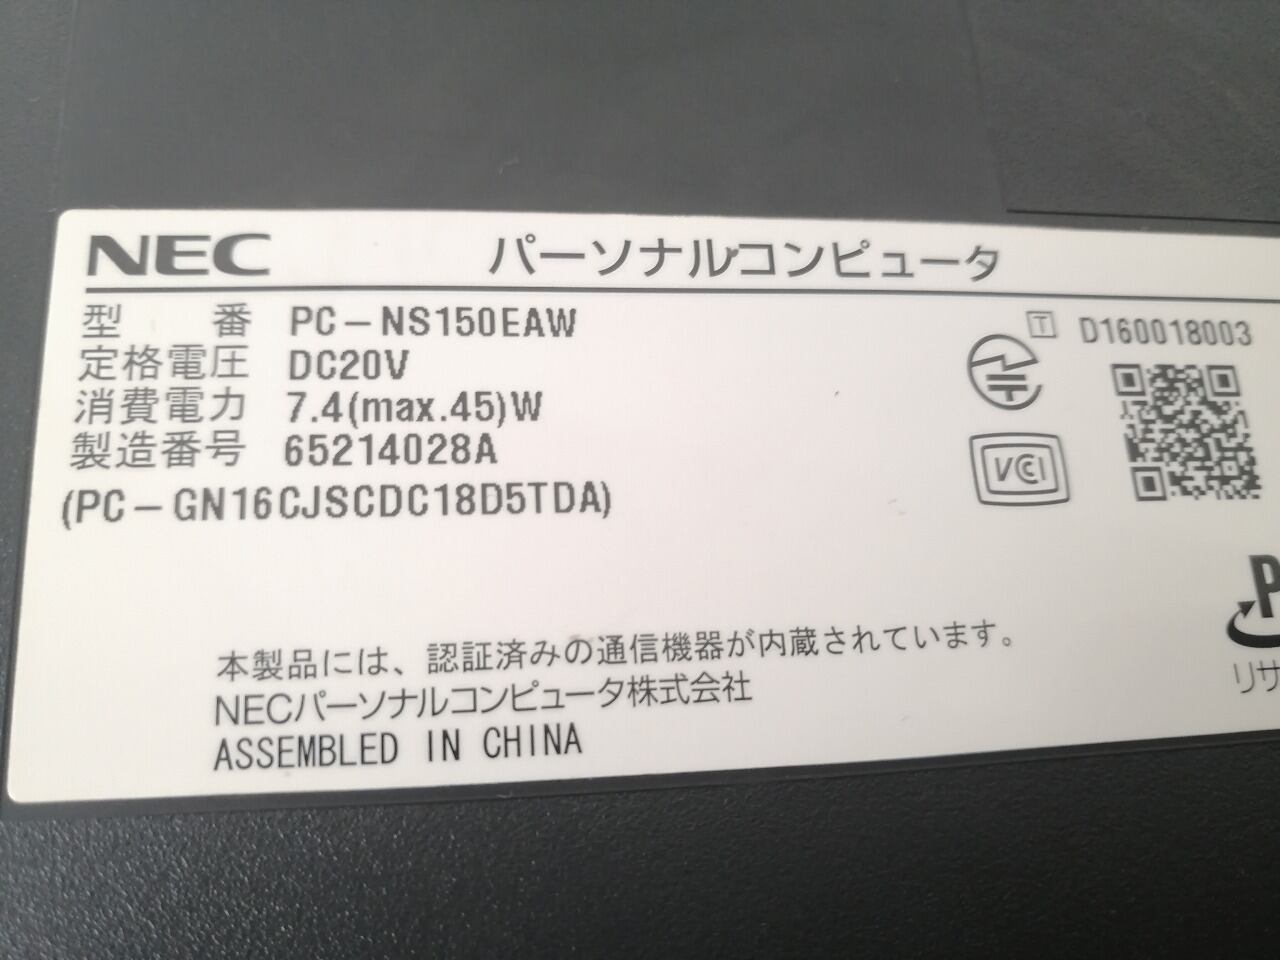 NEC パーソナルコンピュータ
型 番 PC-NS150EAW
定格電圧 DC20V
消費電力 7.4(max.45)W
製造番号 65214028A
(PC-GN16CJSCDC18D5TDA)
T D160018003
VCI
P
リサ
本製品には、認証済みの通信機器が内蔵されています。
NECパーソナルコンピュータ株式会社
ASSEMBLED IN CHINA